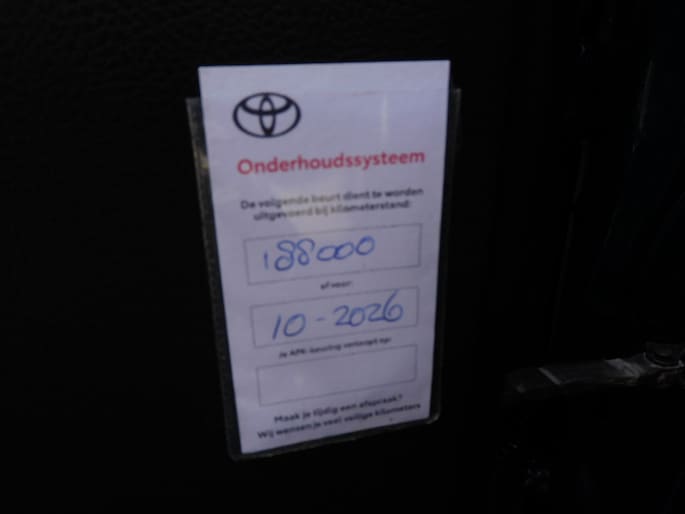 Onderhoudssysteem
De volgende beurt dient te worden
uitgevoerd bij kilometerstand:
188000
of voor:
10-2026
Je APK-keuring verloopt op:
Maak je tijdig een afspraak?
Wij wensen je veel veilige kilometers